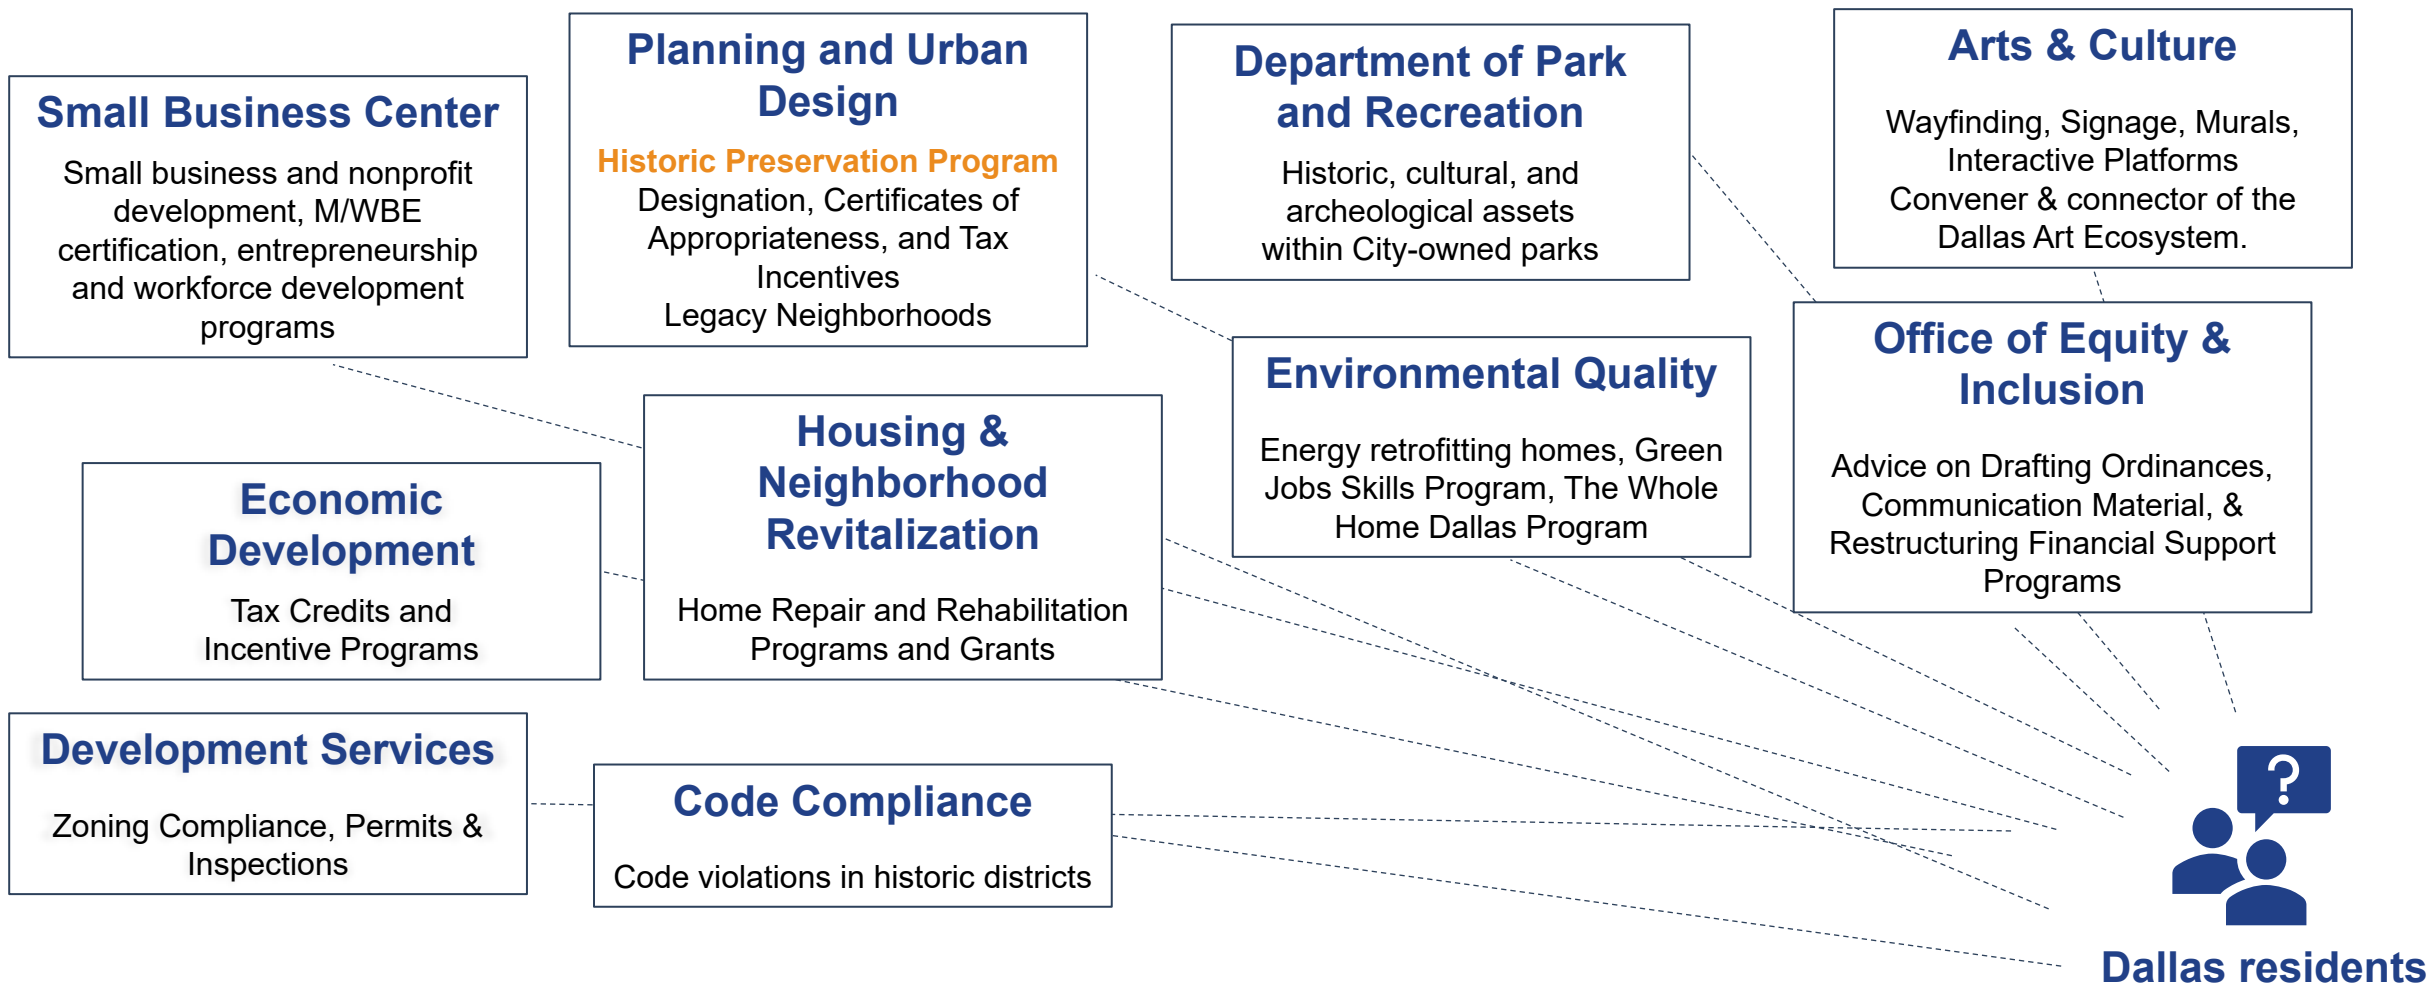 Small Business Center
Small business and nonprofit
development, M/WBE
certification, entrepreneurship
and workforce development
programs
Planning and Urban
Design
Historic Preservation Program
Designation, Certificates of
Appropriateness, and Tax
Incentives
Legacy Neighborhoods
Department of Park
and Recreation
Historic, cultural, and
archeological assets
within City-owned parks
Arts & Culture
Wayfinding, Signage, Murals,
Interactive Platforms
Convener & connector of the
Dallas Art Ecosystem.
Economic
Development
Tax Credits and
Incentive Programs
Housing &
Neighborhood
Revitalization
Home Repair and Rehabilitation
Programs and Grants
Environmental Quality
Energy retrofitting homes, Green
Jobs Skills Program, The Whole
Home Dallas Program
Office of Equity &
Inclusion
Advice on Drafting Ordinances,
Communication Material, &
Restructuring Financial Support
Programs
Development Services
Zoning Compliance, Permits &
Inspections
Code Compliance
Code violations in historic districts
?
Dallas residents